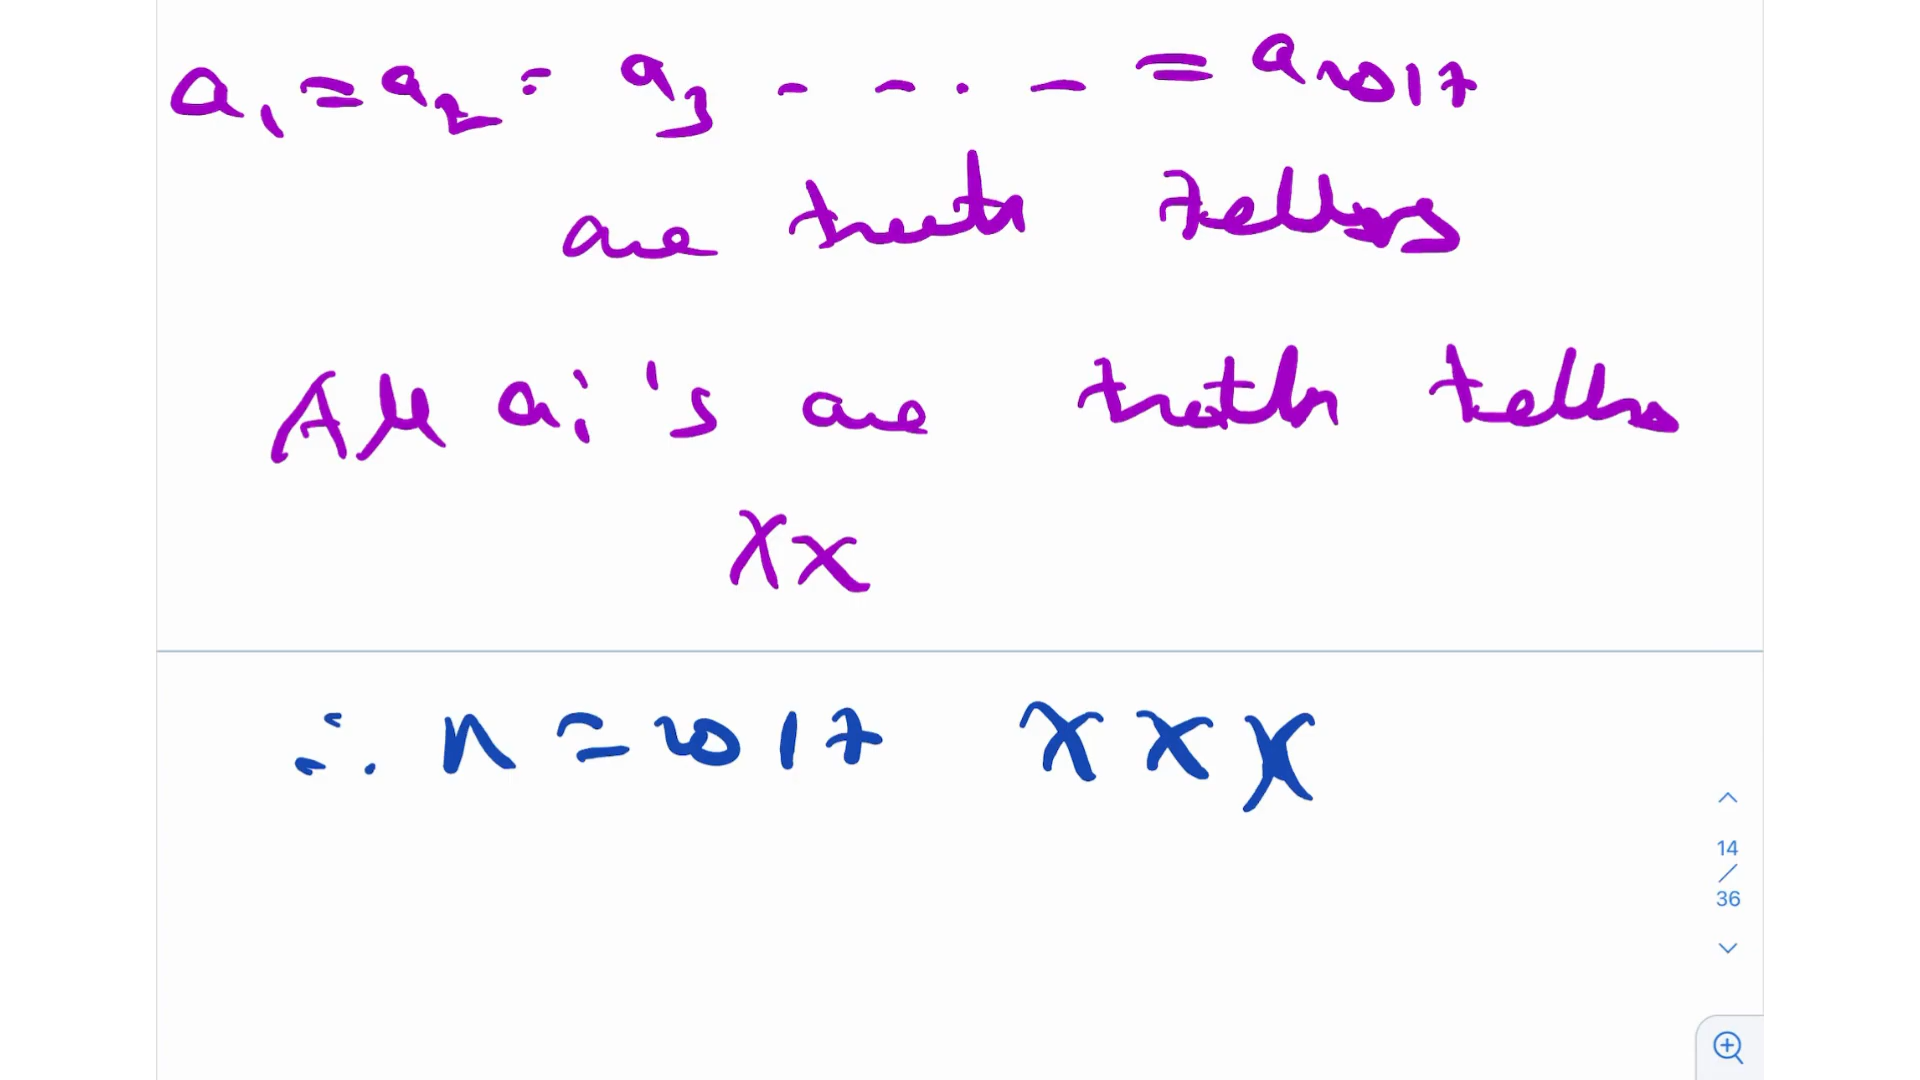 a₁ = a₂ = a₃ - - . - = a₂₀₁₇
are truth tellers
All aᵢ's are truth tellers
XX
∴ n = 2017 XXX
14
/
36